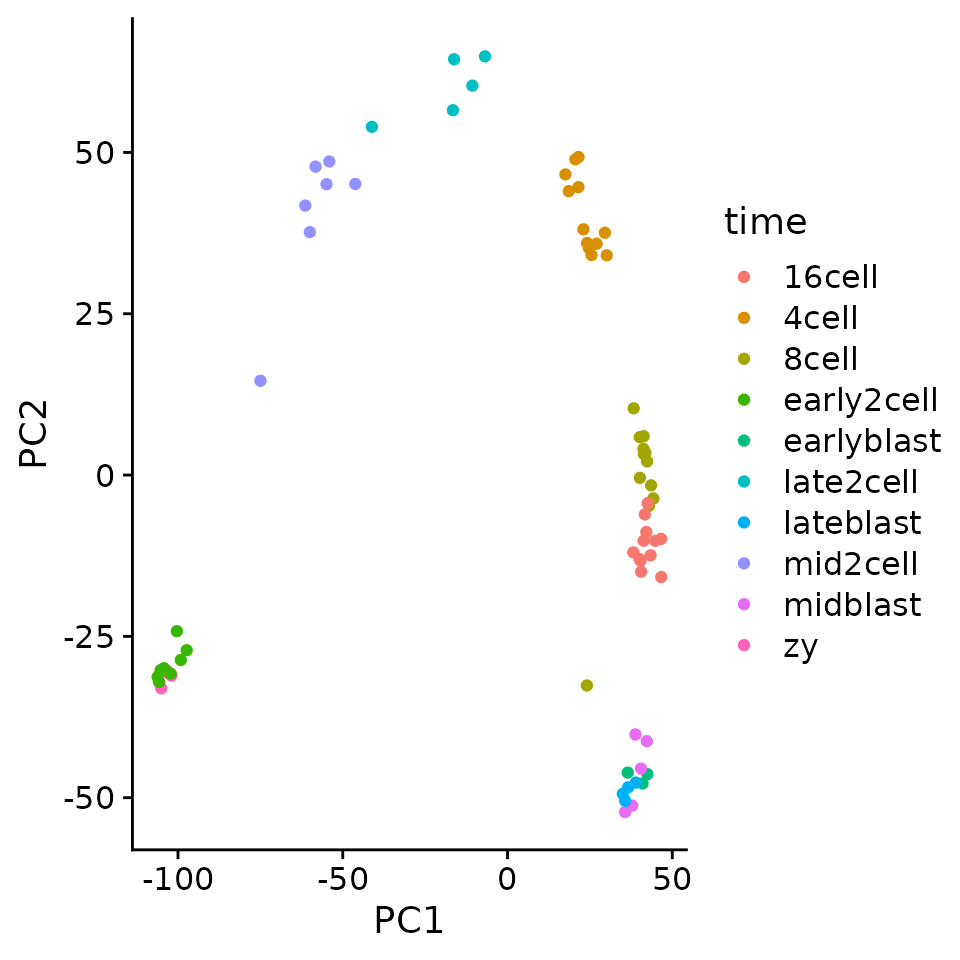 PC2
50
25
0
-25
-50
-100
-50
0
50
PC1
time
16cell
4cell
8cell
early2cell
earlyblast
late2cell
lateblast
mid2cell
midblast
zy